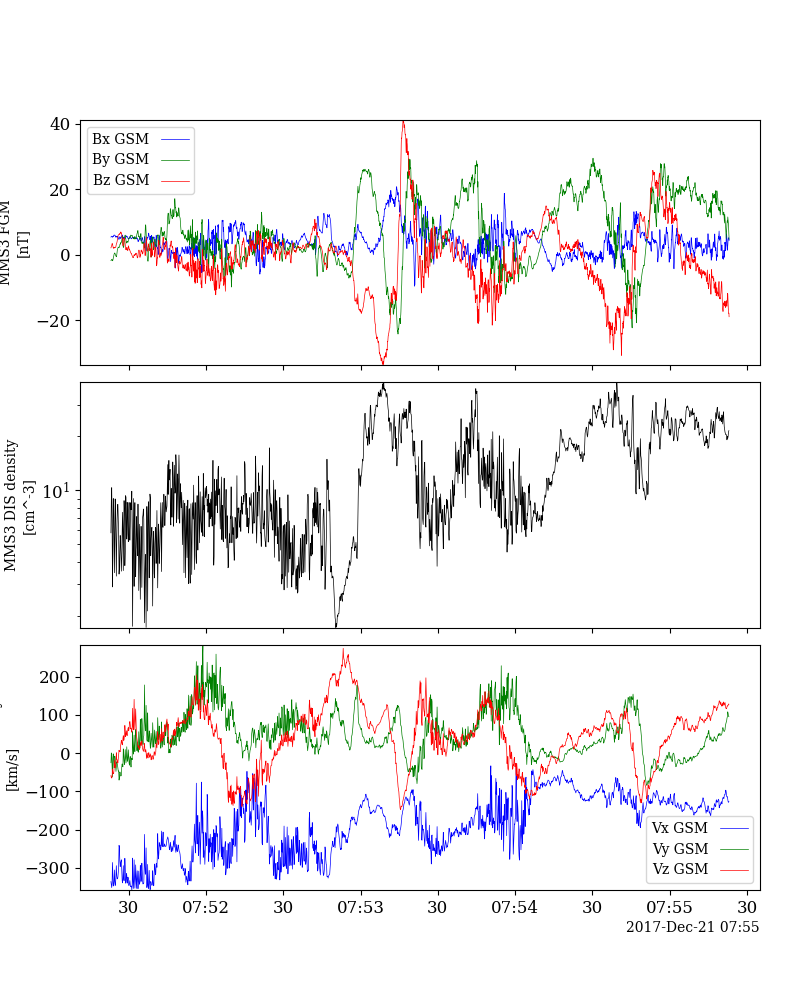 40
20
0
−20
MMS3 FGM
[nT]
Bx GSM
By GSM
Bz GSM
10^1
MMS3 DIS density
[cm^-3]
200
100
0
−100
−200
−300
[km/s]
Vx GSM
Vy GSM
Vz GSM
30 07:52 30 07:53 30 07:54 30 07:55 30
2017-Dec-21 07:55